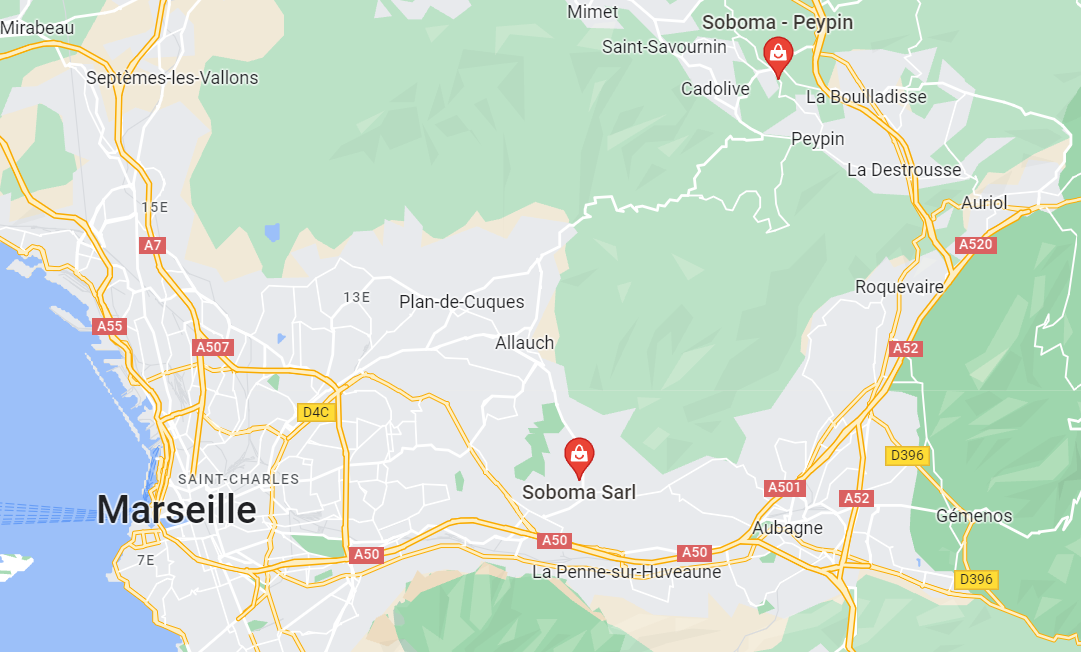 Mimet
Soboma - Peypin
Mirabeau
Saint-Savournin
Septèmes-les-Vallons
Cadolive
La Bouilladisse
Peypin
La Destrousse
15E
Auriol
A7
A520
Roquevaire
13E
Plan-de-Cuques
A55
Allauch
A507
A52
D4C
D396
SAINT-CHARLES
Soboma Sarl
A501
A52
Marseille
Gémenos
Aubagne
A50
A50
A50
7E
La Penne-sur-Huveaune
D396